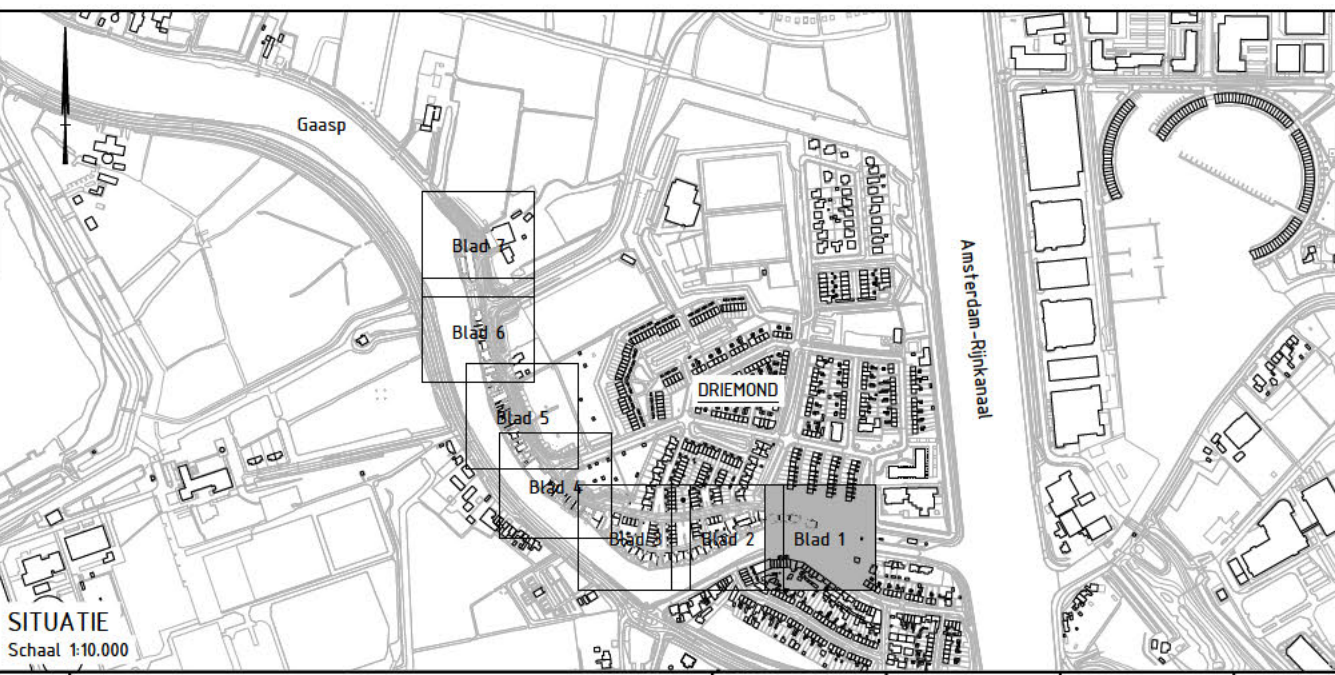 Gaasp
Blad 7
Blad 6
Amsterdam-Rijnkanaal
DRIEMOND
Blad 5
Blad 4
Blad 3
Blad 2
Blad 1
SITUATIE
Schaal 1:10.000